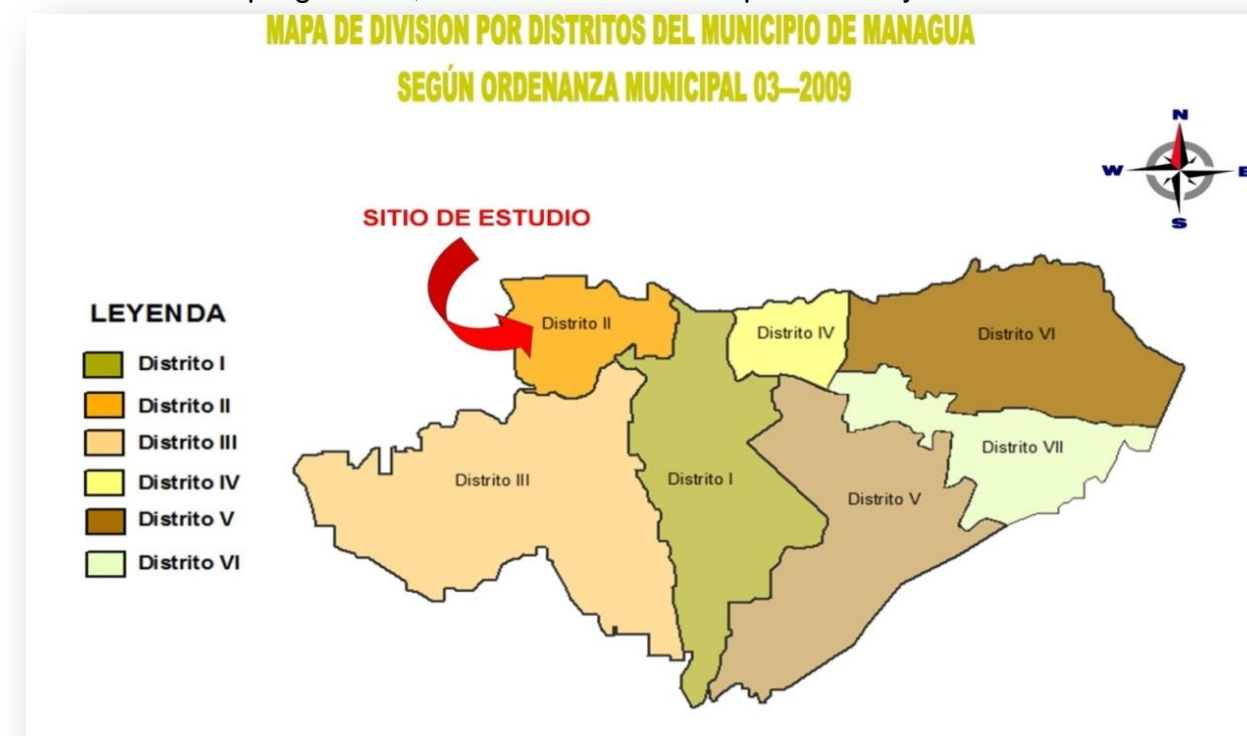 MAPA DE DIVISION POR DISTRITOS DEL MUNICIPIO DE MANAGUA
SEGÚN ORDENANZA MUNICIPAL 03—2009
N
W
E
S
SITIO DE ESTUDIO
LEYENDA
Distrito I
Distrito II
Distrito III
Distrito IV
Distrito V
Distrito VI
Distrito II
Distrito IV
Distrito VI
Distrito VII
Distrito III
Distrito I
Distrito V